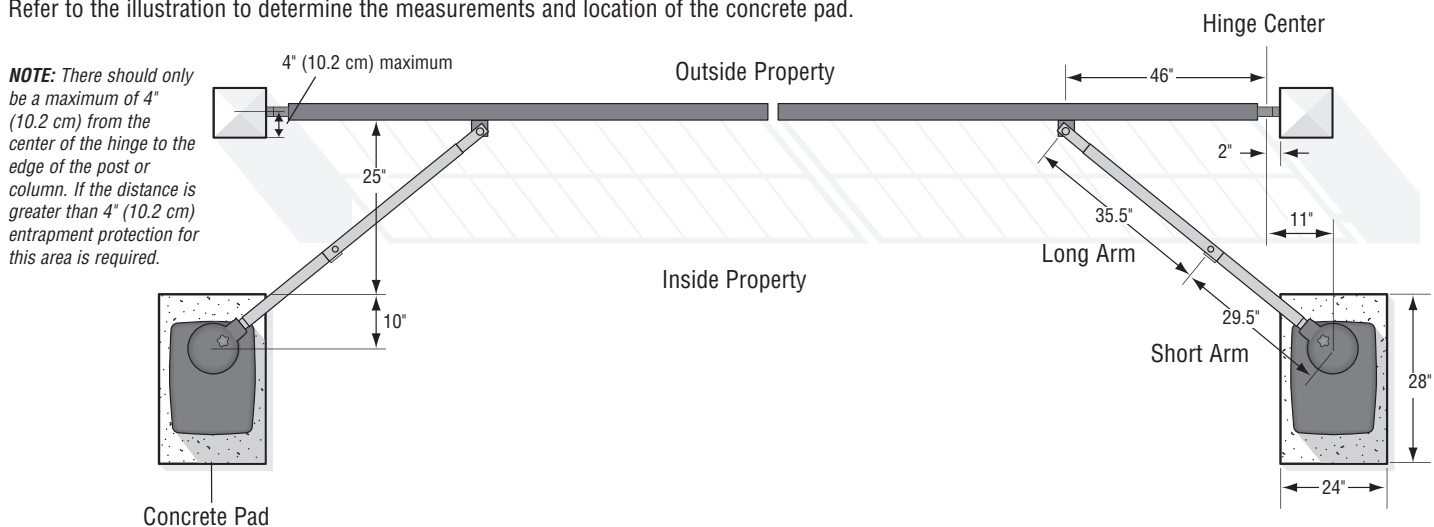 Refer to the illustration to determine the measurements and location of the concrete pad.
Hinge Center
NOTE: There should only
be a maximum of 4"
(10.2 cm) from the
center of the hinge to the
edge of the post or
column. If the distance is
greater than 4" (10.2 cm)
entrapment protection for
this area is required.
4" (10.2 cm) maximum
Outside Property
46"
2"
25"
35.5"
11"
Long Arm
Inside Property
10"
29.5"
Short Arm
28"
24"
Concrete Pad